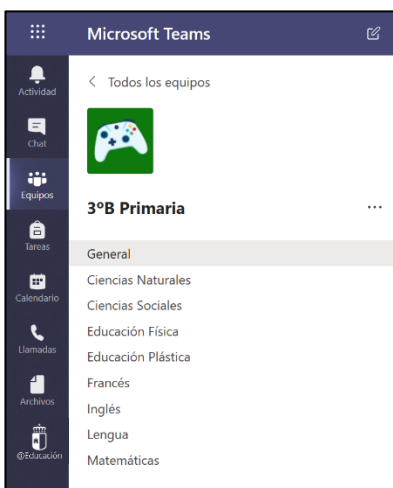 Microsoft Teams
Actividad
Chat
Equipos
Tareas
Calendario
Llamadas
Archivos
@Educación
Todos los equipos
3ºB Primaria
General
Ciencias Naturales
Ciencias Sociales
Educación Física
Educación Plástica
Francés
Inglés
Lengua
Matemáticas